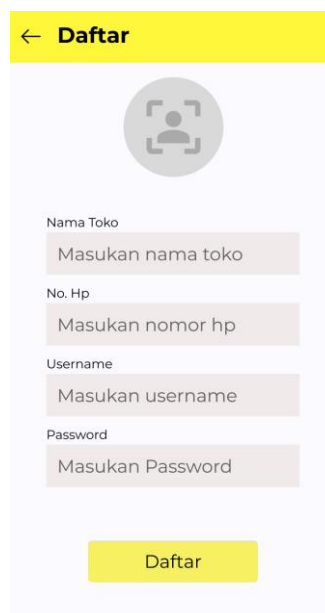 Daftar
Nama Toko
Masukan nama toko
No. Hp
Masukan nomor hp
Username
Masukan username
Password
Masukan Password
Daftar